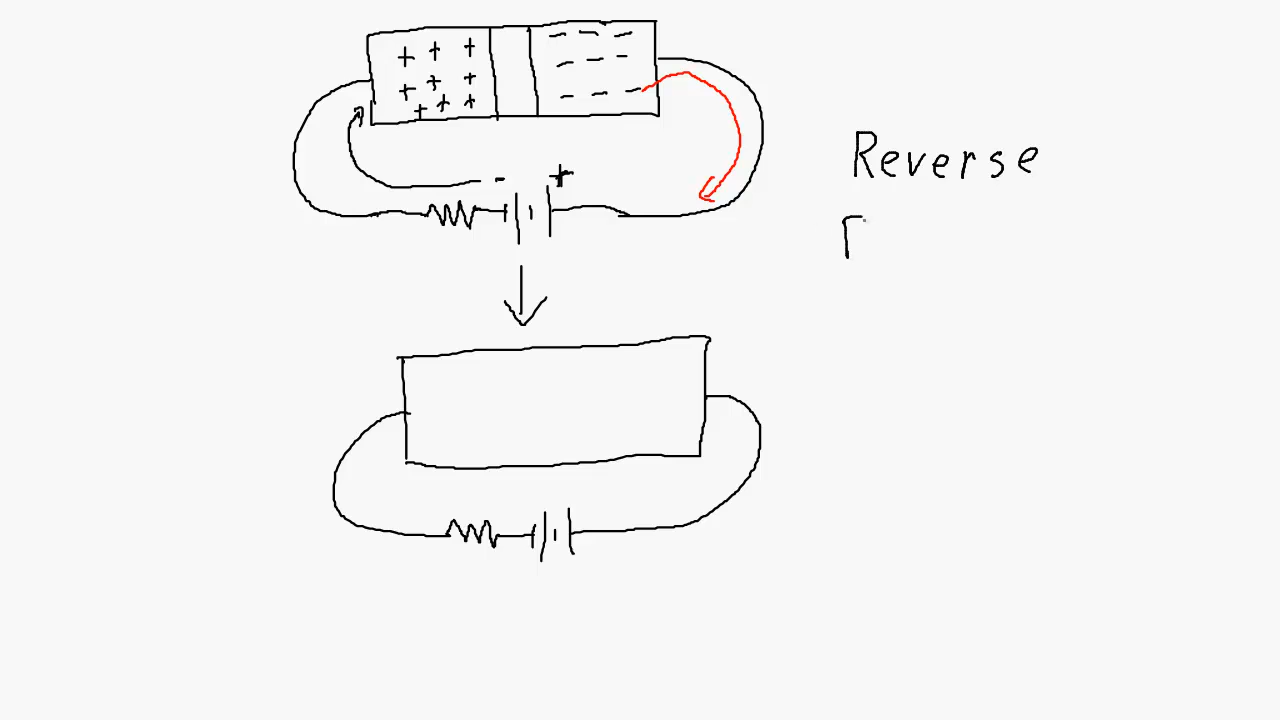 + + +
+ + +
+ + +
- - -
- - -
- - -
- +
Reverse